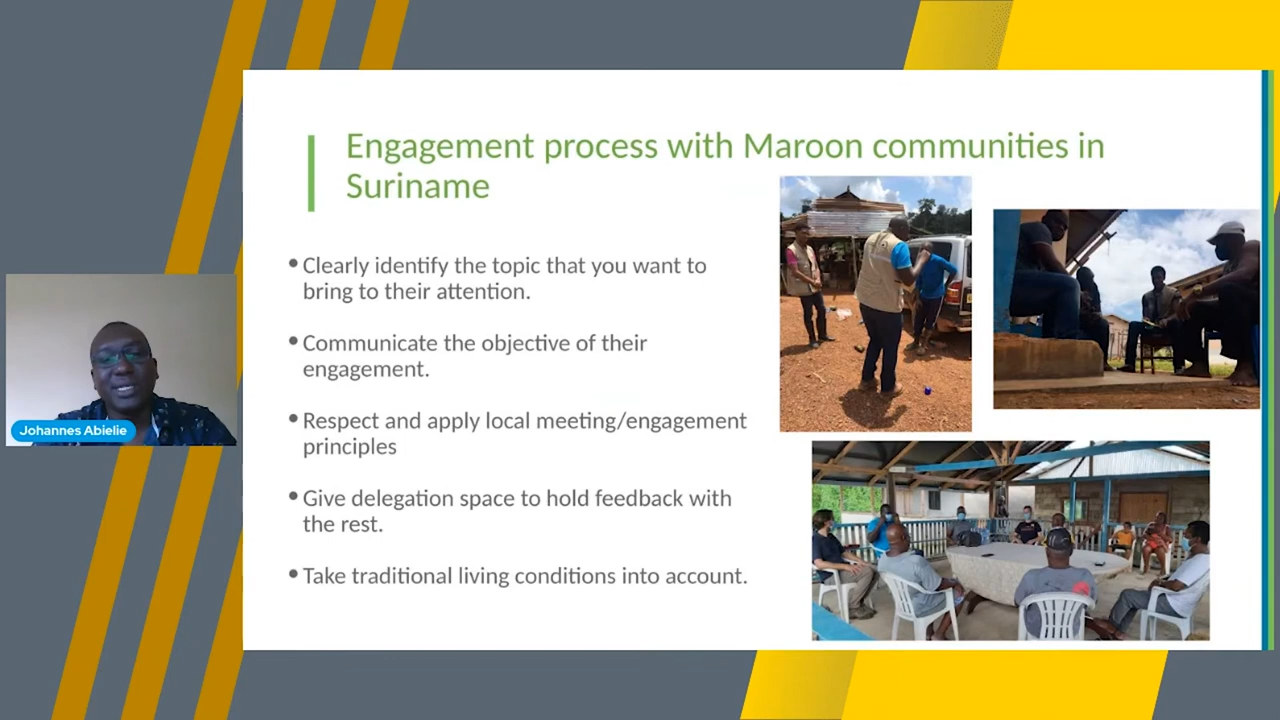 Engagement process with Maroon communities in
Suriname
• Clearly identify the topic that you want to
bring to their attention.
• Communicate the objective of their
engagement.
• Respect and apply local meeting/engagement
principles
• Give delegation space to hold feedback with
the rest.
• Take traditional living conditions into account.
Johannes Abielie